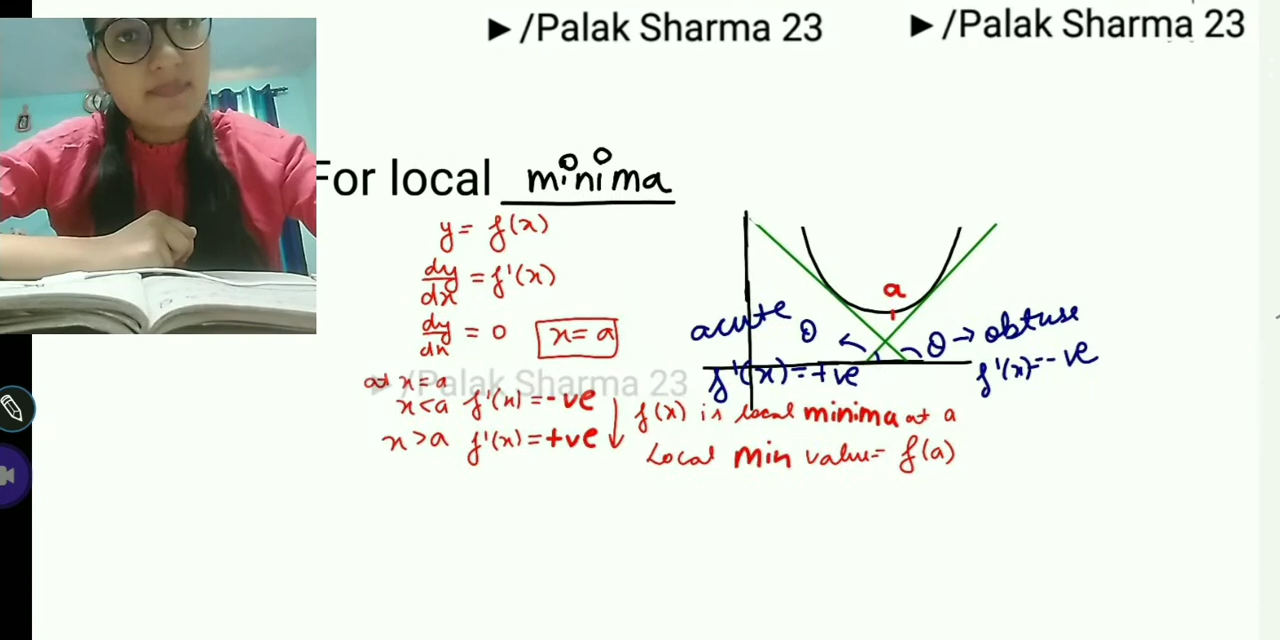 ►/Palak Sharma 23 ►/Palak Sharma 23
For local minima
y = f(x)
dy/dx = f'(x)
dy/dx = 0 x = a
a
acute θ θ → obtuse
f'(x)=+ve f'(x)=-ve
►/Palak Sharma 23
at x = a
x<a f'(x) = -ve
x>a f'(x) = +ve
f(x) is local minima at a
Local min value = f(a)